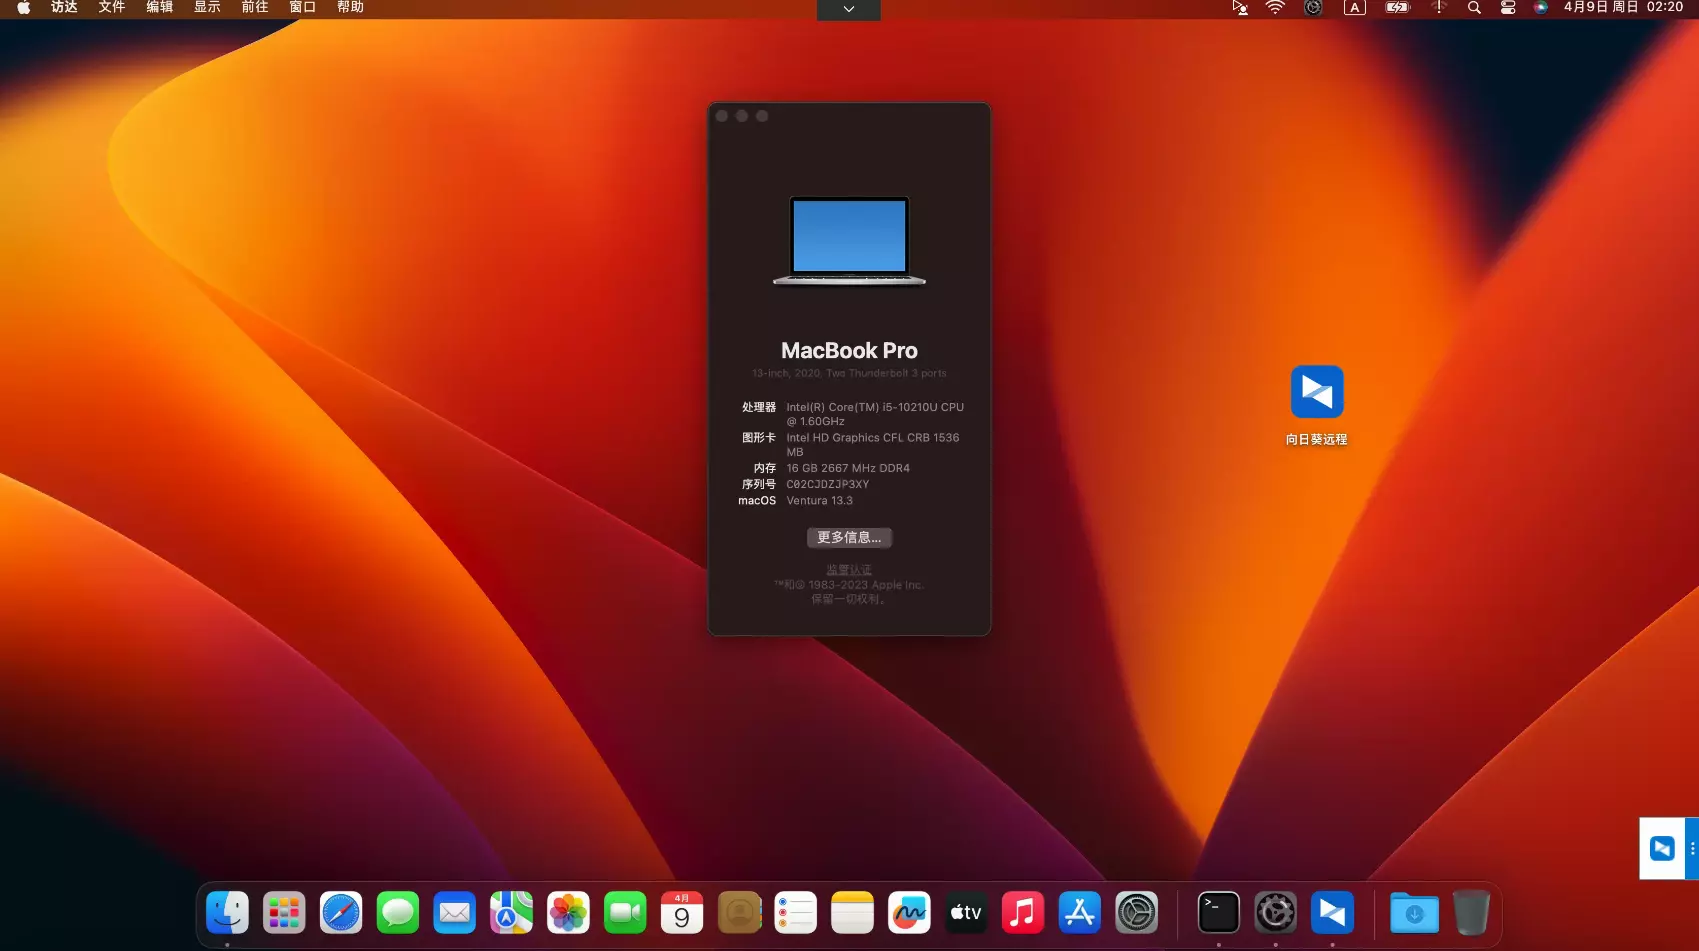 访达 文件 编辑 显示 前往 窗口 帮助 A 4月9日 周日 02:20
MacBook Pro
13-inch, 2020, Two Thunderbolt 3 ports
处理器 Intel(R) Core(TM) i5-10210U CPU
@ 1.60GHz
图形卡 Intel HD Graphics CFL CRB 1536
MB
内存 16 GB 2667 MHz DDR4
序列号 C02CJDZJP3XY
macOS Ventura 13.3
更多信息...
监管认证
™和© 1983-2023 Apple Inc.
保留一切权利。
向日葵远程
4月
9
tv
>_